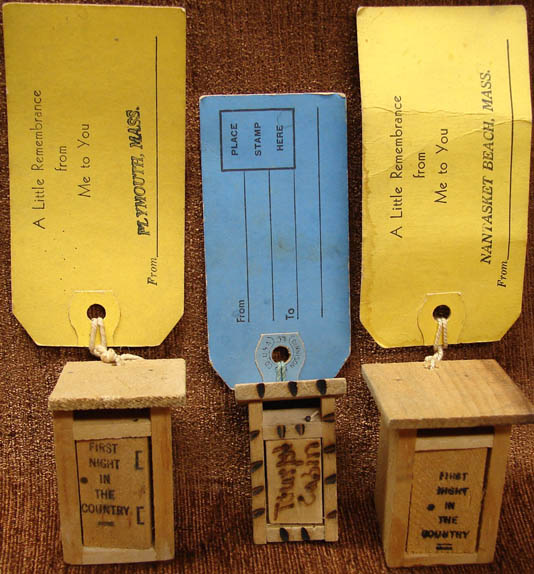 A Little Remembrance
from
Me to You
PLYMOUTH, MASS.
From
PLACE
STAMP
HERE
From
To
A Little Remembrance
from
Me to You
NANTASKET BEACH, MASS.
From
FIRST
NIGHT
IN
THE
COUNTRY
Cabin
FIRST
NIGHT
IN
THE
COUNTRY